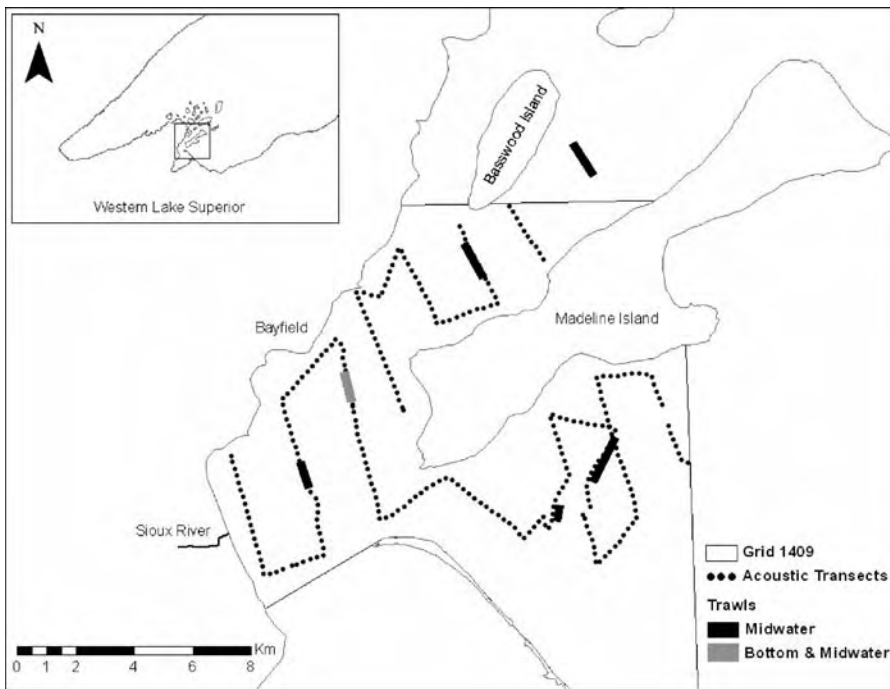 N
Western Lake Superior
Basswood Island
Madeline Island
Bayfield
Sioux River
Grid 1409
Acoustic Transects
Trawls
Midwater
Bottom & Midwater
Km
0 1 2 4 6 8